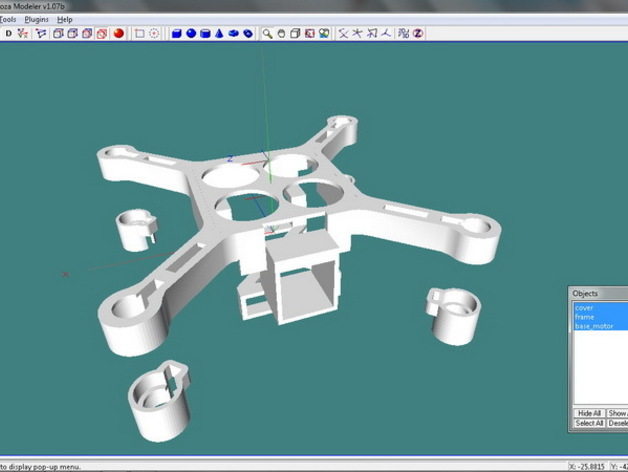 oza Modeler v1.07b
Tools Plugins Help
D
Z
X
Objects
cover
frame
base_motor
Hide All Show
Select All Desele
to display pop-up menu.
X: -25.8815 Y: -4